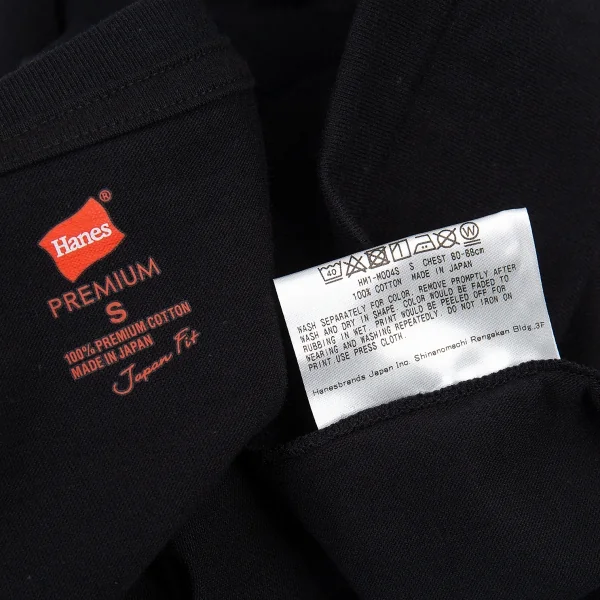 Hanes®
PREMIUM
S
100% PREMIUM COTTON
MADE IN JAPAN
Japan Fit
40
HM1-M004S S CHEST 80-88cm
100% COTTON MADE IN JAPAN
WASH SEPARATELY FOR COLOR. REMOVE PROMPTLY AFTER
WASH AND DRY IN SHAPE. COLOR WOULD BE FADED TO
RUBBING IN WET. PRINT WOULD BE PEELED OFF FOR
WEARING AND WASHING REPEATEDLY. DO NOT IRON ON
PRINT.USE PRESS CLOTH.
Hanesbrands Japan Inc. Shinanomachi Rengakan Bldg.3F